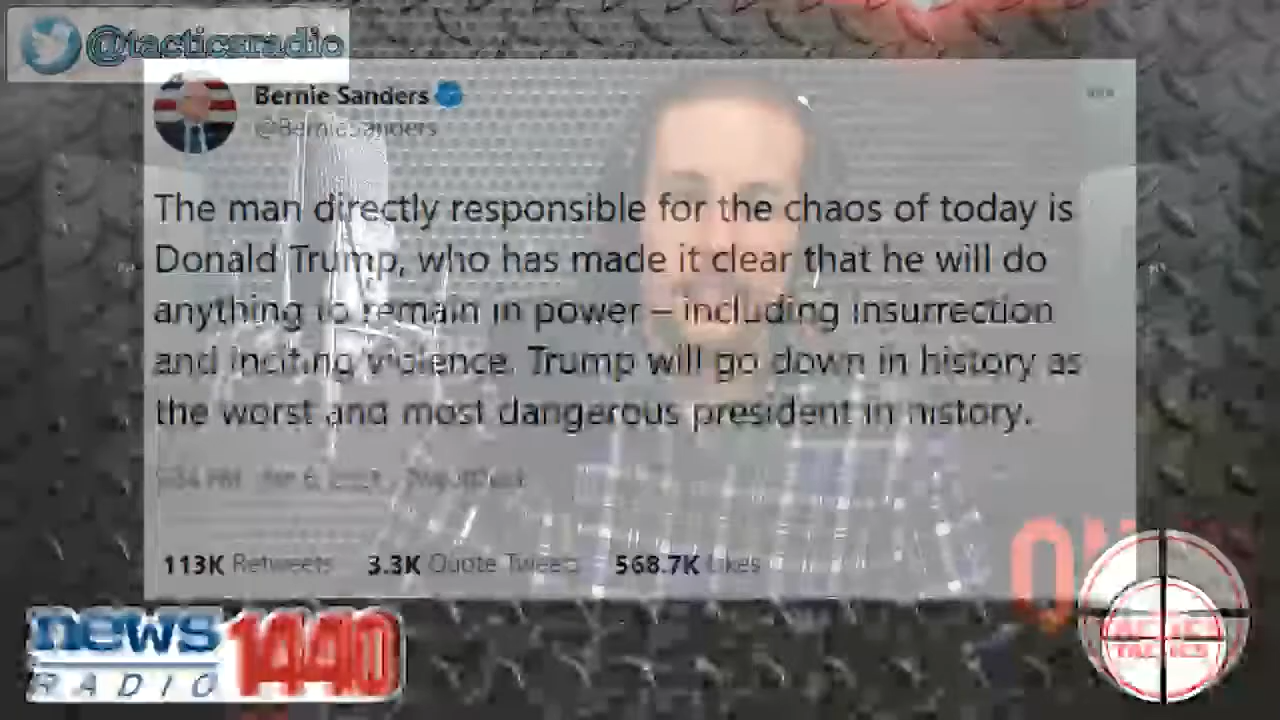 @tacticsradio
Bernie Sanders
@BernieSanders
The man directly responsible for the chaos of today is
Donald Trump, who has made it clear that he will do
anything to remain in power – including insurrection
and inciting violence. Trump will go down in history as
the worst and most dangerous president in history.
113K Retweets 3.3K Quote Tweets 568.7K Likes
news 1440
RADIO
TACTICS